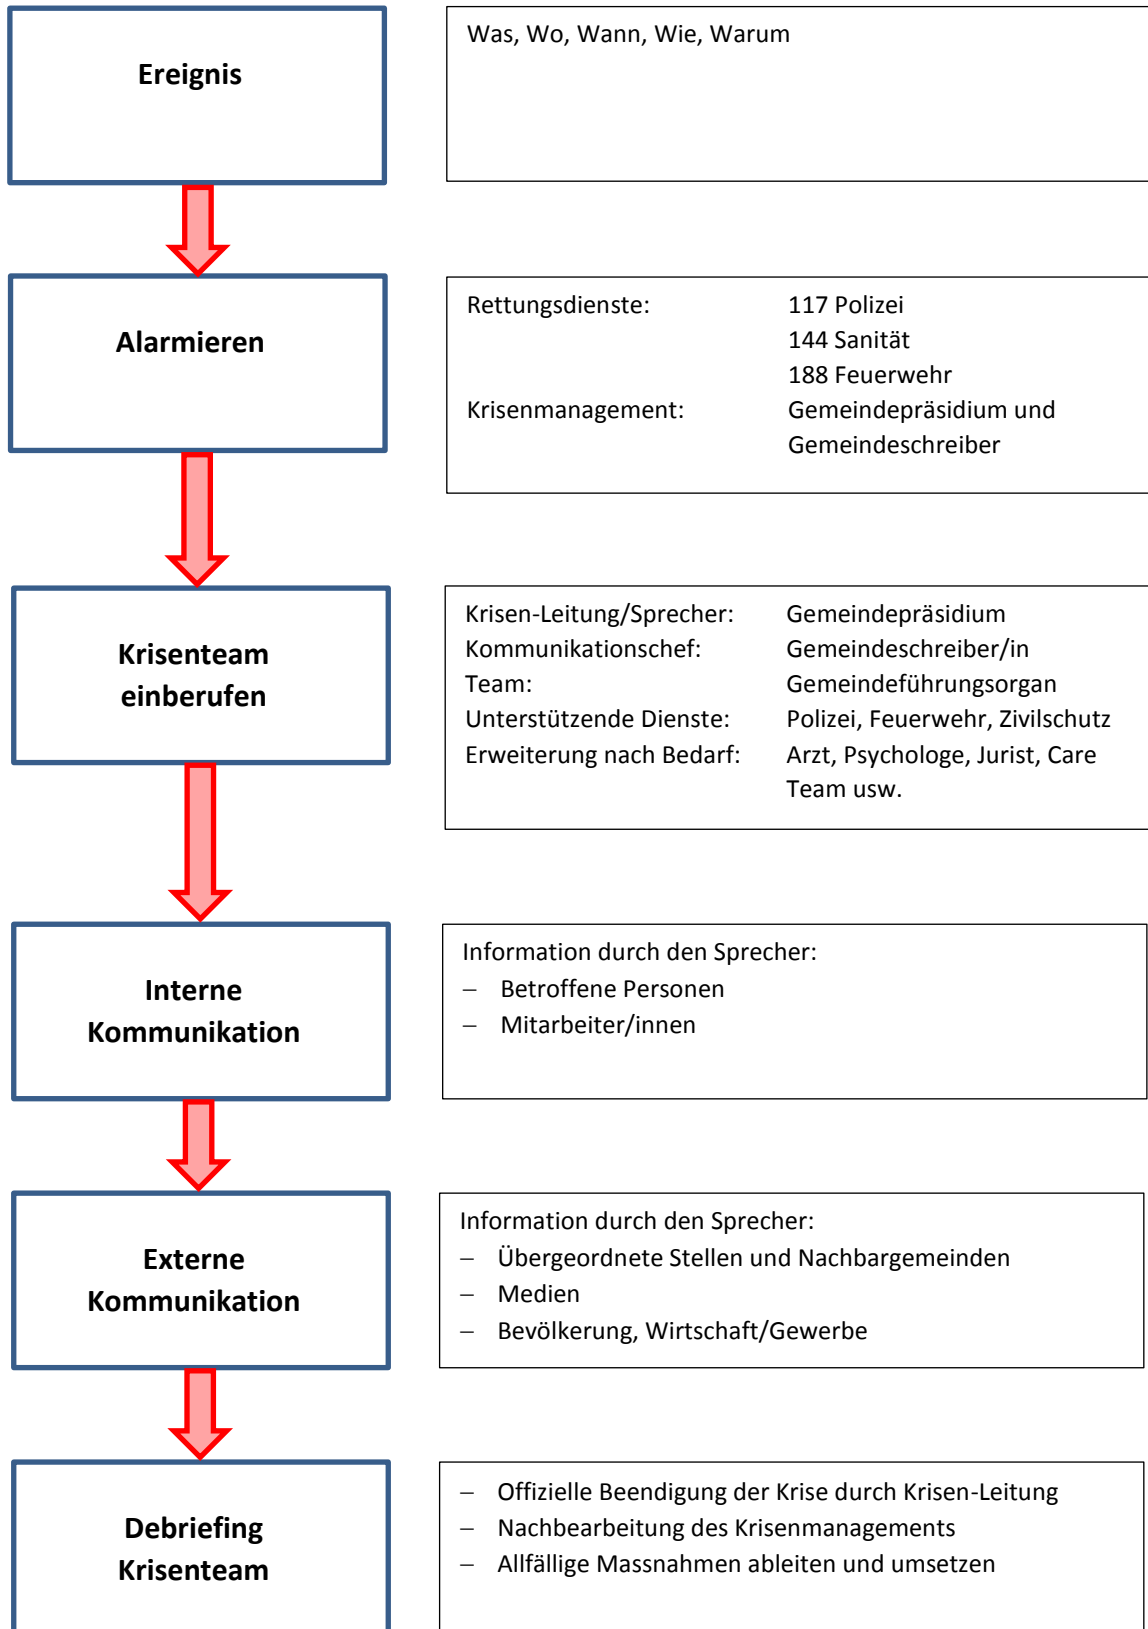 Ereignis
Was, Wo, Wann, Wie, Warum
Alarmieren
Rettungsdienste: 117 Polizei
144 Sanität
188 Feuerwehr
Krisenmanagement: Gemeindepräsidium und
Gemeindeschreiber
Krisenteam
einberufen
Krisen-Leitung/Sprecher: Gemeindepräsidium
Kommunikationschef: Gemeindeschreiber/in
Team: Gemeindeführungsorgan
Unterstützende Dienste: Polizei, Feuerwehr, Zivilschutz
Erweiterung nach Bedarf: Arzt, Psychologe, Jurist, Care
Team usw.
Interne
Kommunikation
Information durch den Sprecher:
– Betroffene Personen
– Mitarbeiter/innen
Externe
Kommunikation
Information durch den Sprecher:
– Übergeordnete Stellen und Nachbargemeinden
– Medien
– Bevölkerung, Wirtschaft/Gewerbe
Debriefing
Krisenteam
– Offizielle Beendigung der Krise durch Krisen-Leitung
– Nachbearbeitung des Krisenmanagements
– Allfällige Massnahmen ableiten und umsetzen